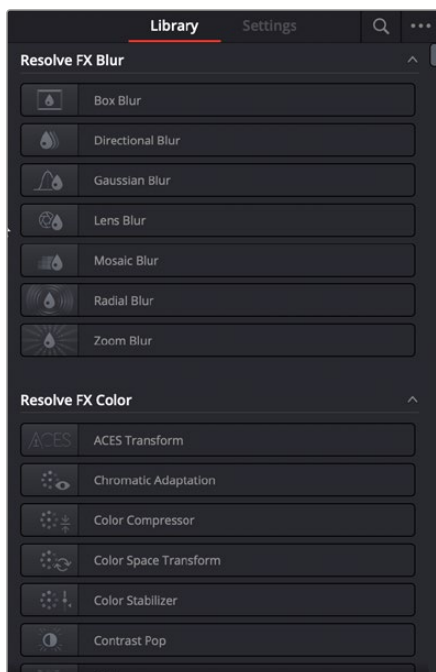 Library Settings
Resolve FX Blur
Box Blur
Directional Blur
Gaussian Blur
Lens Blur
Mosaic Blur
Radial Blur
Zoom Blur
Resolve FX Color
ACES ACES Transform
Chromatic Adaptation
Color Compressor
Color Space Transform
Color Stabilizer
Contrast Pop